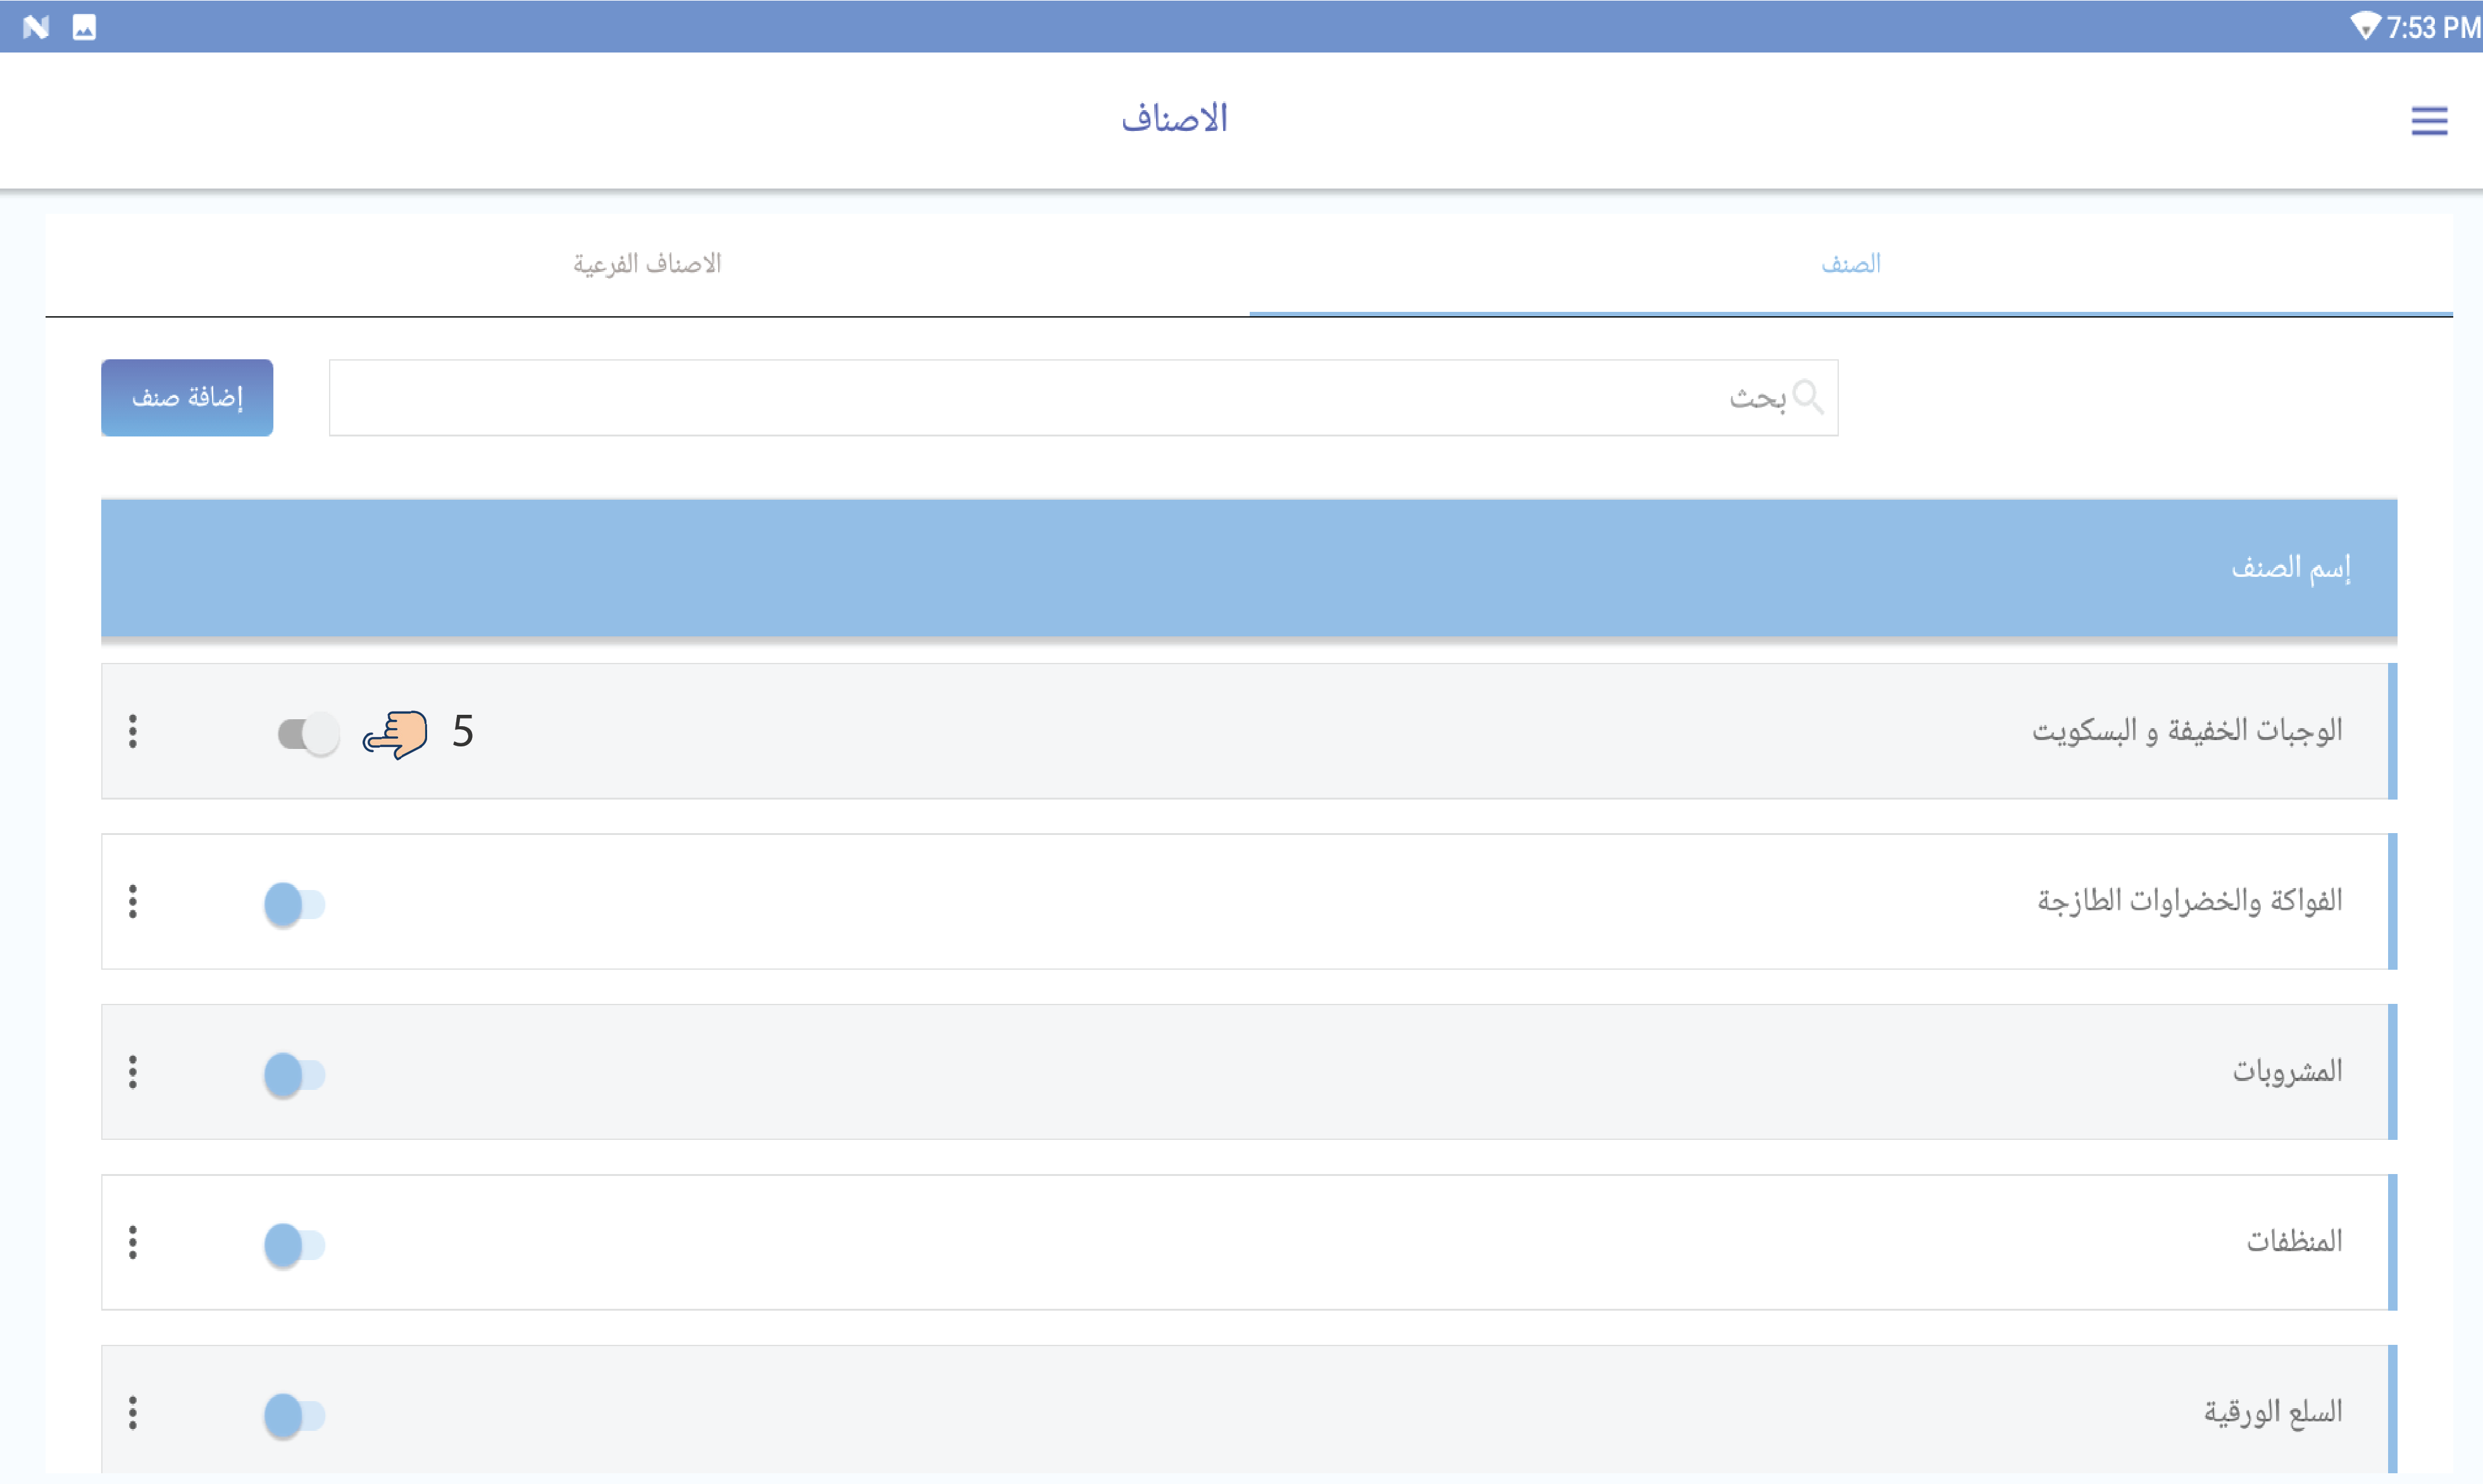 7:53 PM
الاصناف
الصنف
الاصناف الفرعية
بحث
إضافة صنف
إسم الصنف
الوجبات الخفيفة و البسكويت
5
الفواكة والخضراوات الطازجة
المشروبات
المنظفات
السلع الورقية